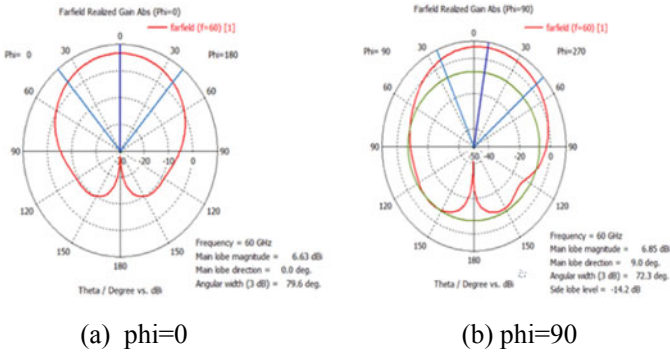 Farfield Realized Gain Abs (Phi=0)
farfield (f=60) [1]
Phi= 0
Phi=180
0
30
30
60
60
90
90
120
120
150
150
180
-30
-20
-10
0
Frequency = 60 GHz
Main lobe magnitude = 6.63 dBi
Main lobe direction = 0.0 deg.
Angular width (3 dB) = 79.6 deg.
Theta / Degree vs. dBi
(a) phi=0
Farfield Realized Gain Abs (Phi=90)
farfield (f=60) [1]
Phi= 90
Phi=270
0
30
30
60
60
90
90
120
120
150
150
180
-50
-40
-20
0
Frequency = 60 GHz
Main lobe magnitude = 6.85 dBi
Main lobe direction = 9.0 deg.
Angular width (3 dB) = 72.3 deg.
Side lobe level = -14.2 dB
Theta / Degree vs. dBi
(b) phi=90